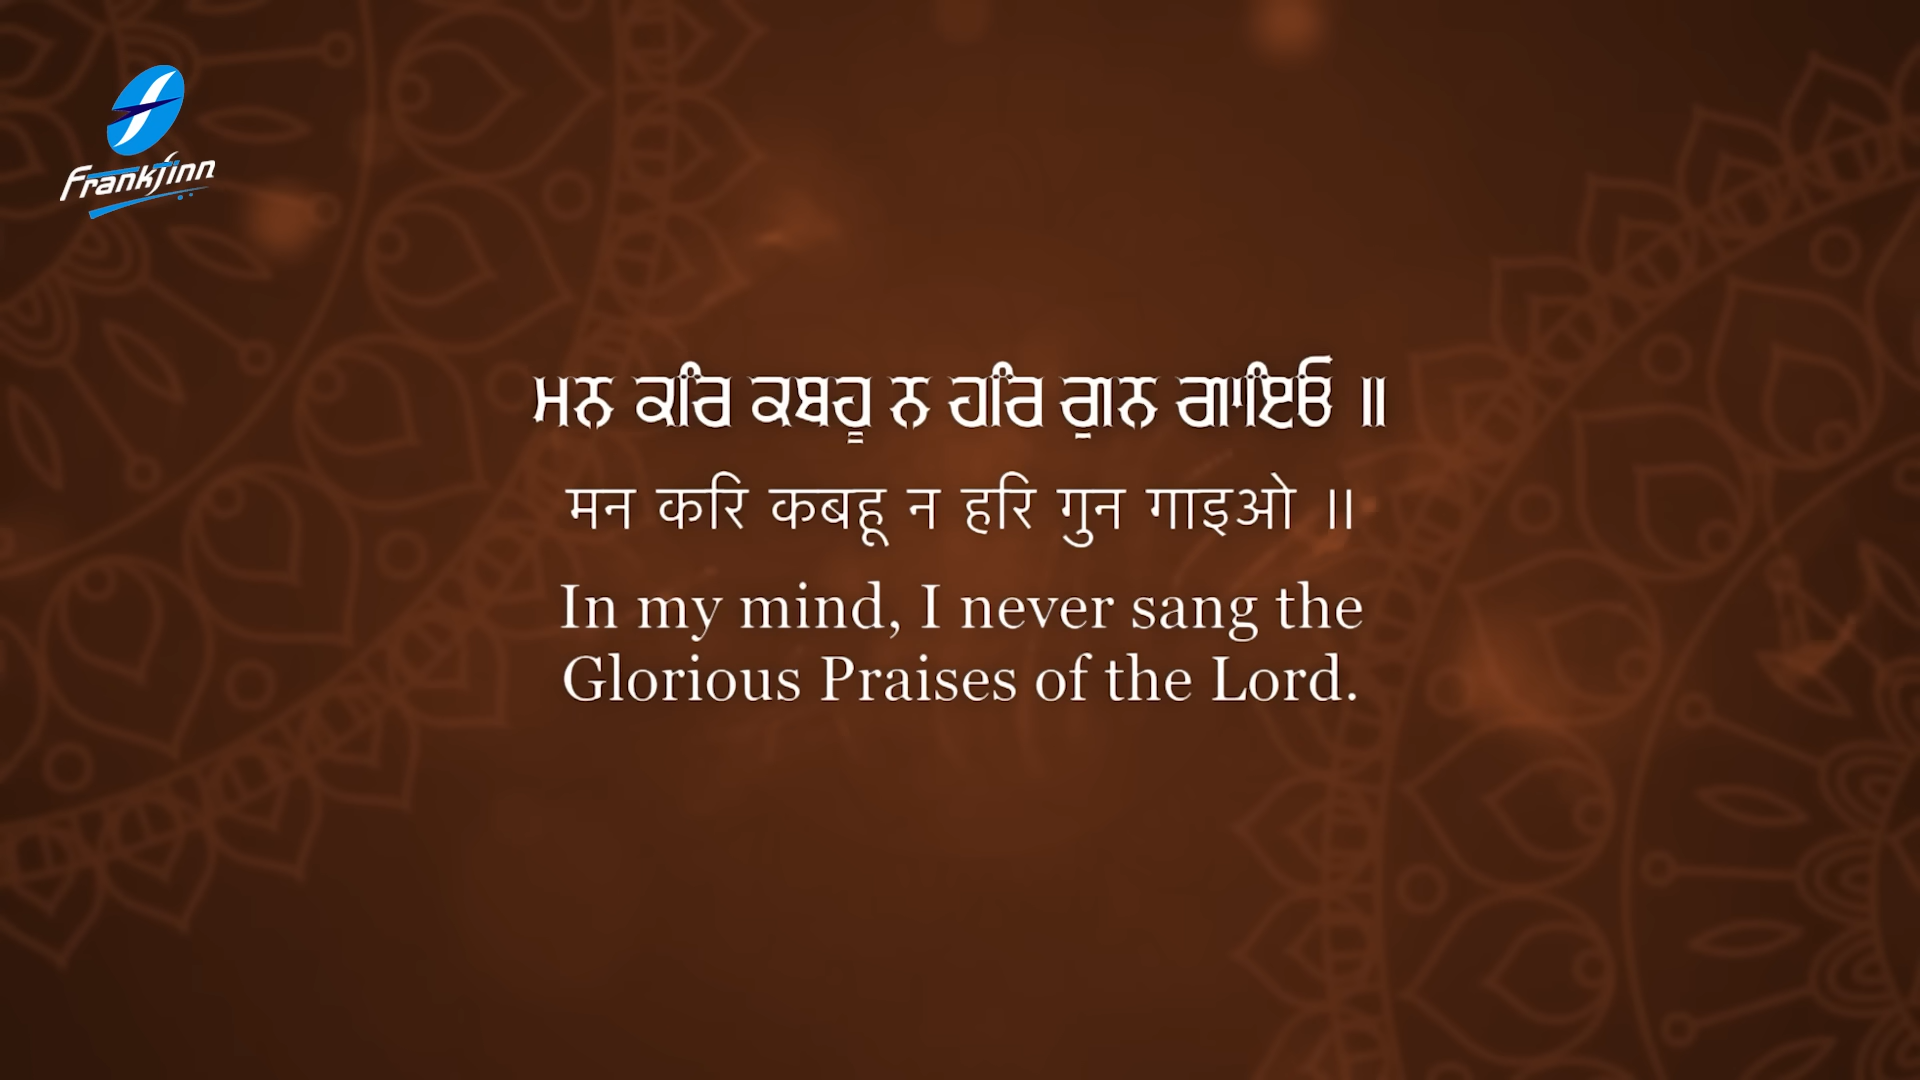 Frankfinn
ਮਨ ਕਰਿ ਕਬਹੂ ਨ ਹਰਿ ਗੁਨ ਗਾਇਓ ॥
मन करि कबहू न हरि गुन गाइओ ॥
In my mind, I never sang the
Glorious Praises of the Lord.